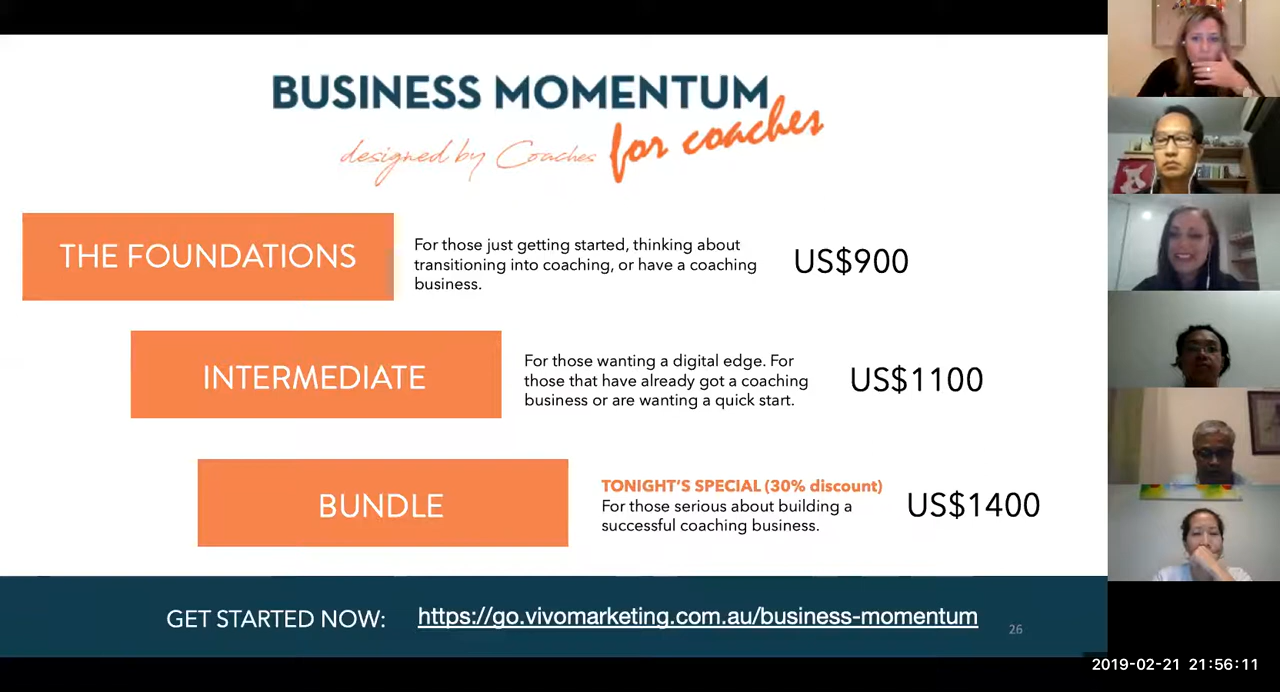 BUSINESS MOMENTUM
designed by Coaches for coaches
THE FOUNDATIONS
For those just getting started, thinking about
transitioning into coaching, or have a coaching
business.
US$900
INTERMEDIATE
For those wanting a digital edge. For
those that have already got a coaching
business or are wanting a quick start.
US$1100
BUNDLE
TONIGHT'S SPECIAL (30% discount)
For those serious about building a
successful coaching business.
US$1400
GET STARTED NOW: https://go.vivomarketing.com.au/business-momentum
26
2019-02-21 21:56:11